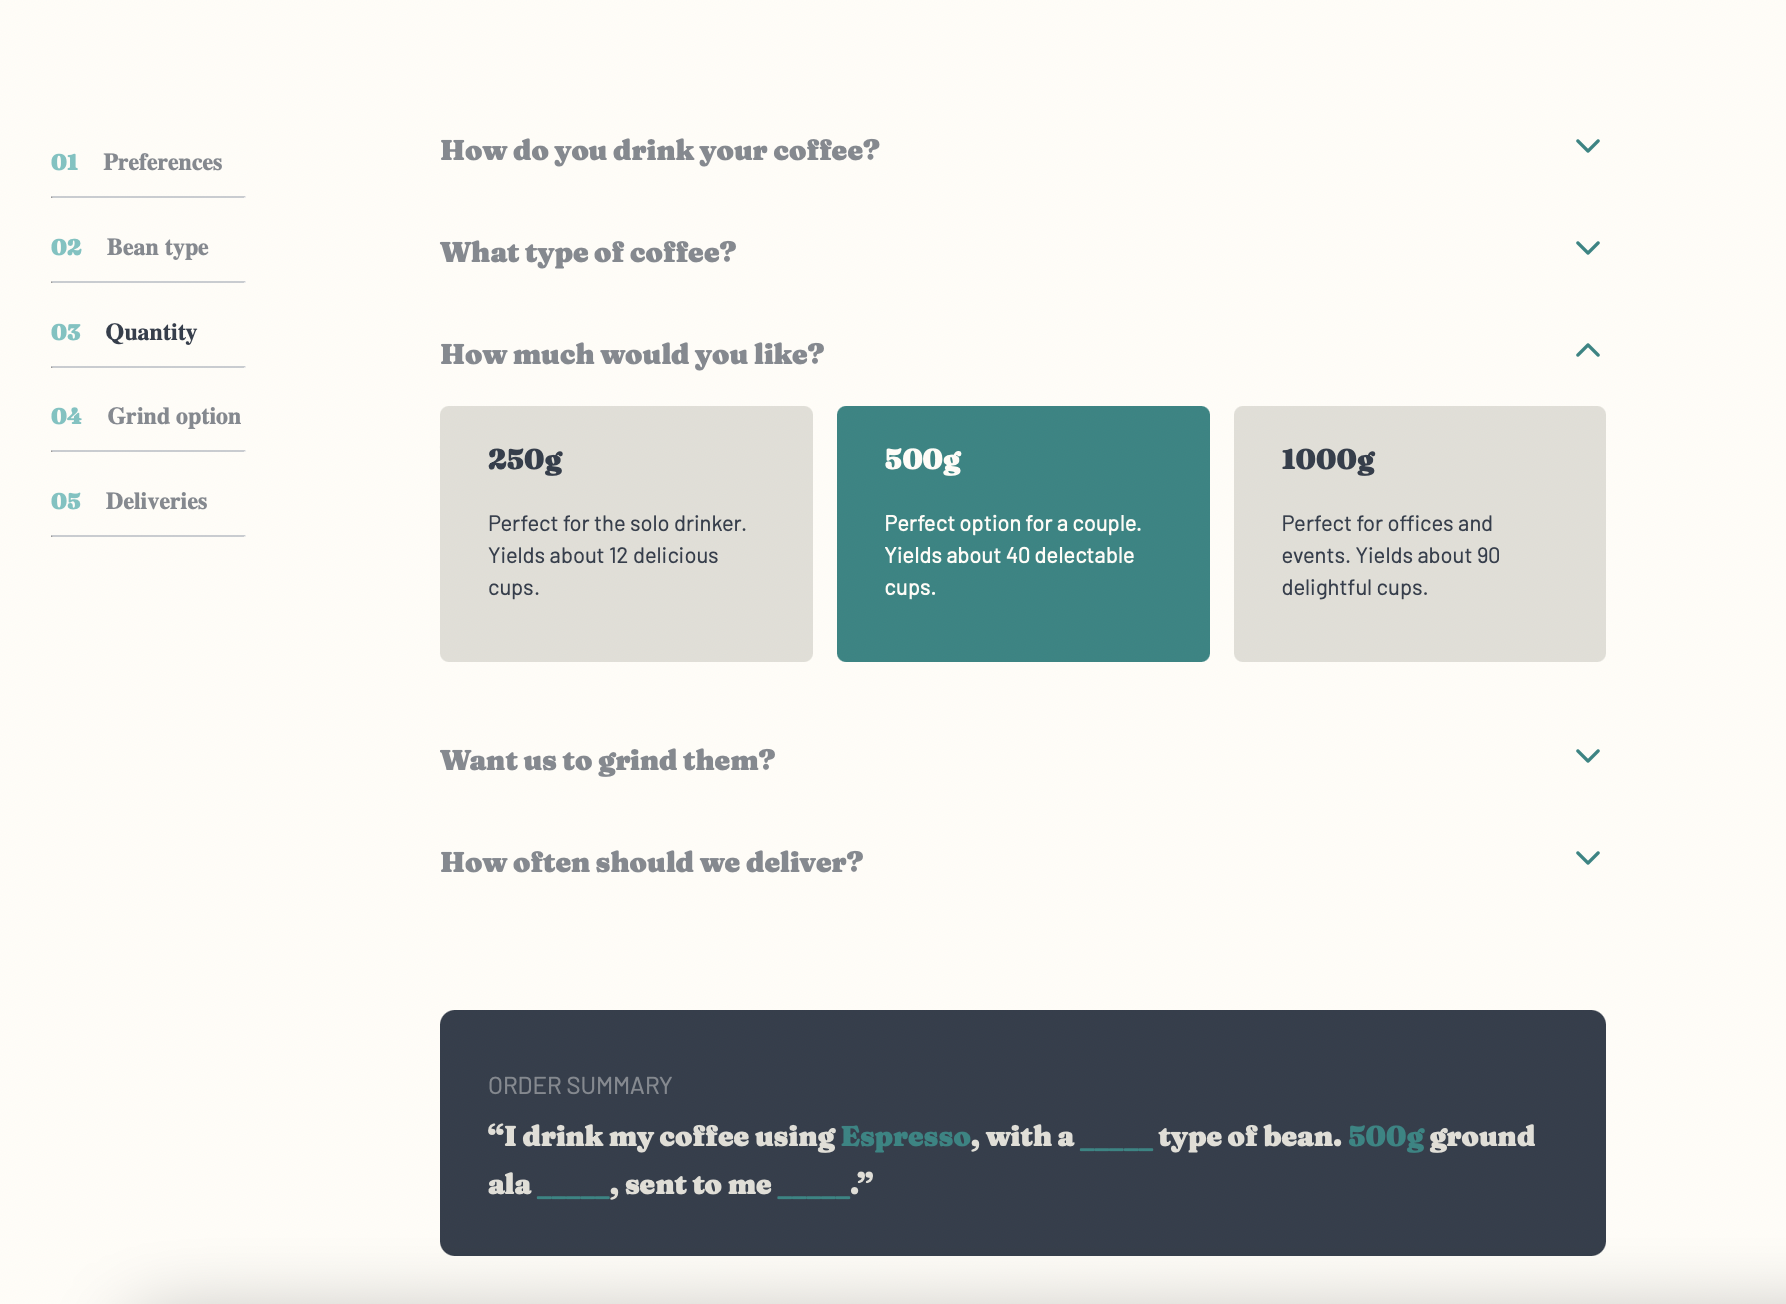 01 Preferences
02 Bean type
03 Quantity
04 Grind option
05 Deliveries
How do you drink your coffee?
What type of coffee?
How much would you like?
250g
Perfect for the solo drinker.
Yields about 12 delicious
cups.
500g
Perfect option for a couple.
Yields about 40 delectable
cups.
1000g
Perfect for offices and
events. Yields about 90
delightful cups.
Want us to grind them?
How often should we deliver?
ORDER SUMMARY
“I drink my coffee using Espresso, with a _____ type of bean. 500g ground
ala _____, sent to me _____.”